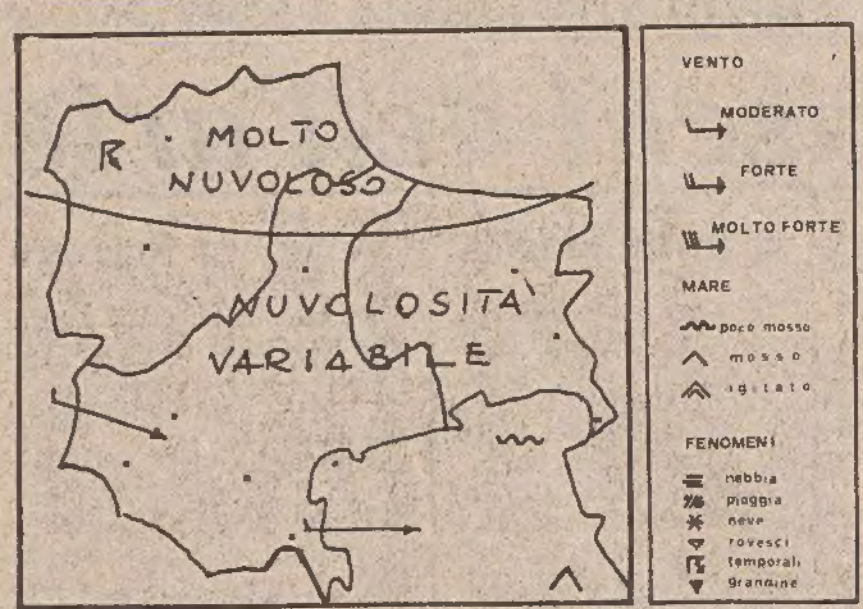 MOLTO
NUVOLOSO
NUVOLOSITÀ
VARIABILE
VENTO
MODERATO
FORTE
MOLTO FORTE
MARE
poco mosso
mosso
agitato
FENOMENI
nebbia
pioggia
neve
rovesci
temporali
grandine